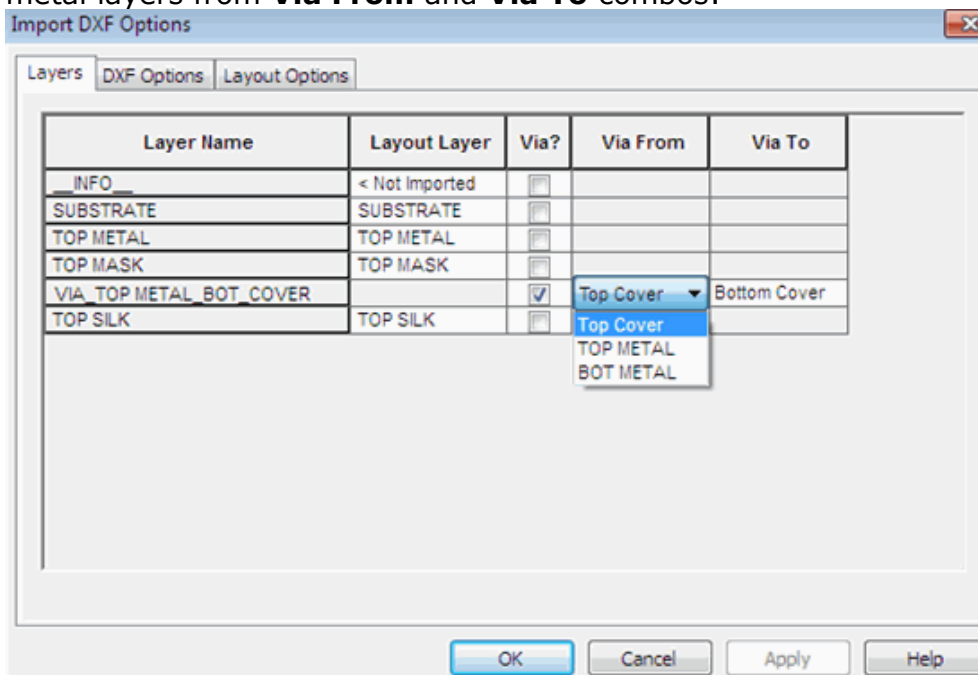 metal layers from Via From and Via To combos.
Import DXF Options
Layers DXF Options Layout Options
Layer Name Layout Layer Via? Via From Via To
__INFO__ < Not Imported
SUBSTRATE SUBSTRATE
TOP METAL TOP METAL
TOP MASK TOP MASK
VIA_TOP METAL_BOT_COVER Top Cover Bottom Cover
TOP SILK TOP SILK Top Cover
TOP METAL
BOT METAL
OK Cancel Apply Help